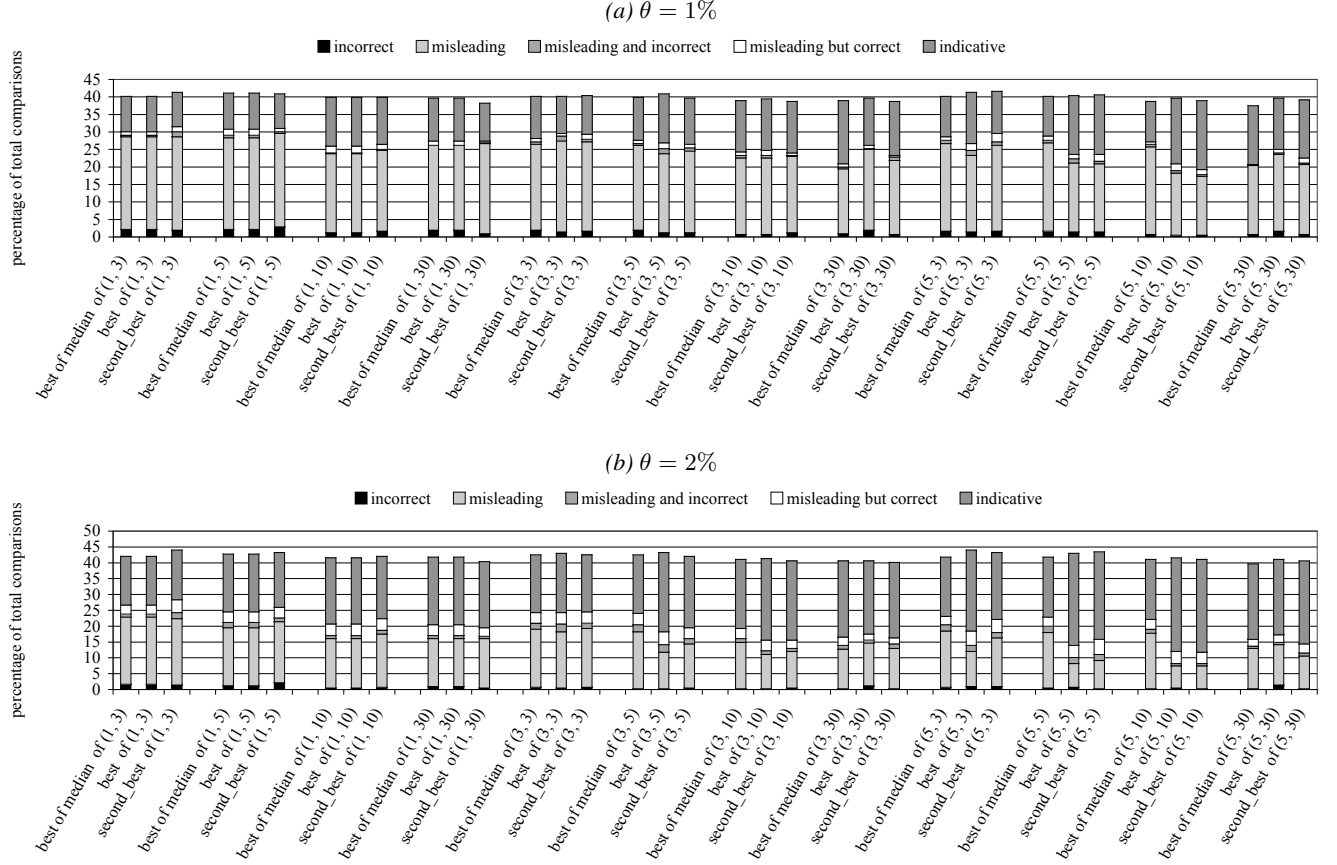 (a) θ = 1%
incorrect misleading misleading and incorrect misleading but correct indicative
percentage of total comparisons
45
40
35
30
25
20
15
10
5
0
best of median of (1, 3)
best of (1, 3)
second_best of (1, 3)
best of median of (1, 5)
best of (1, 5)
second_best of (1, 5)
best of median of (1, 10)
best of (1, 10)
second_best of (1, 10)
best of median of (1, 30)
best of (1, 30)
second_best of (1, 30)
best of median of (3, 3)
best of (3, 3)
second_best of (3, 3)
best of median of (3, 5)
best of (3, 5)
second_best of (3, 5)
best of median of (3, 10)
best of (3, 10)
second_best of (3, 10)
best of median of (3, 30)
best of (3, 30)
second_best of (3, 30)
best of median of (5, 3)
best of (5, 3)
second_best of (5, 3)
best of median of (5, 5)
best of (5, 5)
second_best of (5, 5)
best of median of (5, 10)
best of (5, 10)
second_best of (5, 10)
best of median of (5, 30)
best of (5, 30)
second_best of (5, 30)
(b) θ = 2%
incorrect misleading misleading and incorrect misleading but correct indicative
percentage of total comparisons
50
45
40
35
30
25
20
15
10
5
0
best of median of (1, 3)
best of (1, 3)
second_best of (1, 3)
best of median of (1, 5)
best of (1, 5)
second_best of (1, 5)
best of median of (1, 10)
best of (1, 10)
second_best of (1, 10)
best of median of (1, 30)
best of (1, 30)
second_best of (1, 30)
best of median of (3, 3)
best of (3, 3)
second_best of (3, 3)
best of median of (3, 5)
best of (3, 5)
second_best of (3, 5)
best of median of (3, 10)
best of (3, 10)
second_best of (3, 10)
best of median of (3, 30)
best of (3, 30)
second_best of (3, 30)
best of median of (5, 3)
best of (5, 3)
second_best of (5, 3)
best of median of (5, 5)
best of (5, 5)
second_best of (5, 5)
best of median of (5, 10)
best of (5, 10)
second_best of (5, 10)
best of median of (5, 30)
best of (5, 30)
second_best of (5, 30)